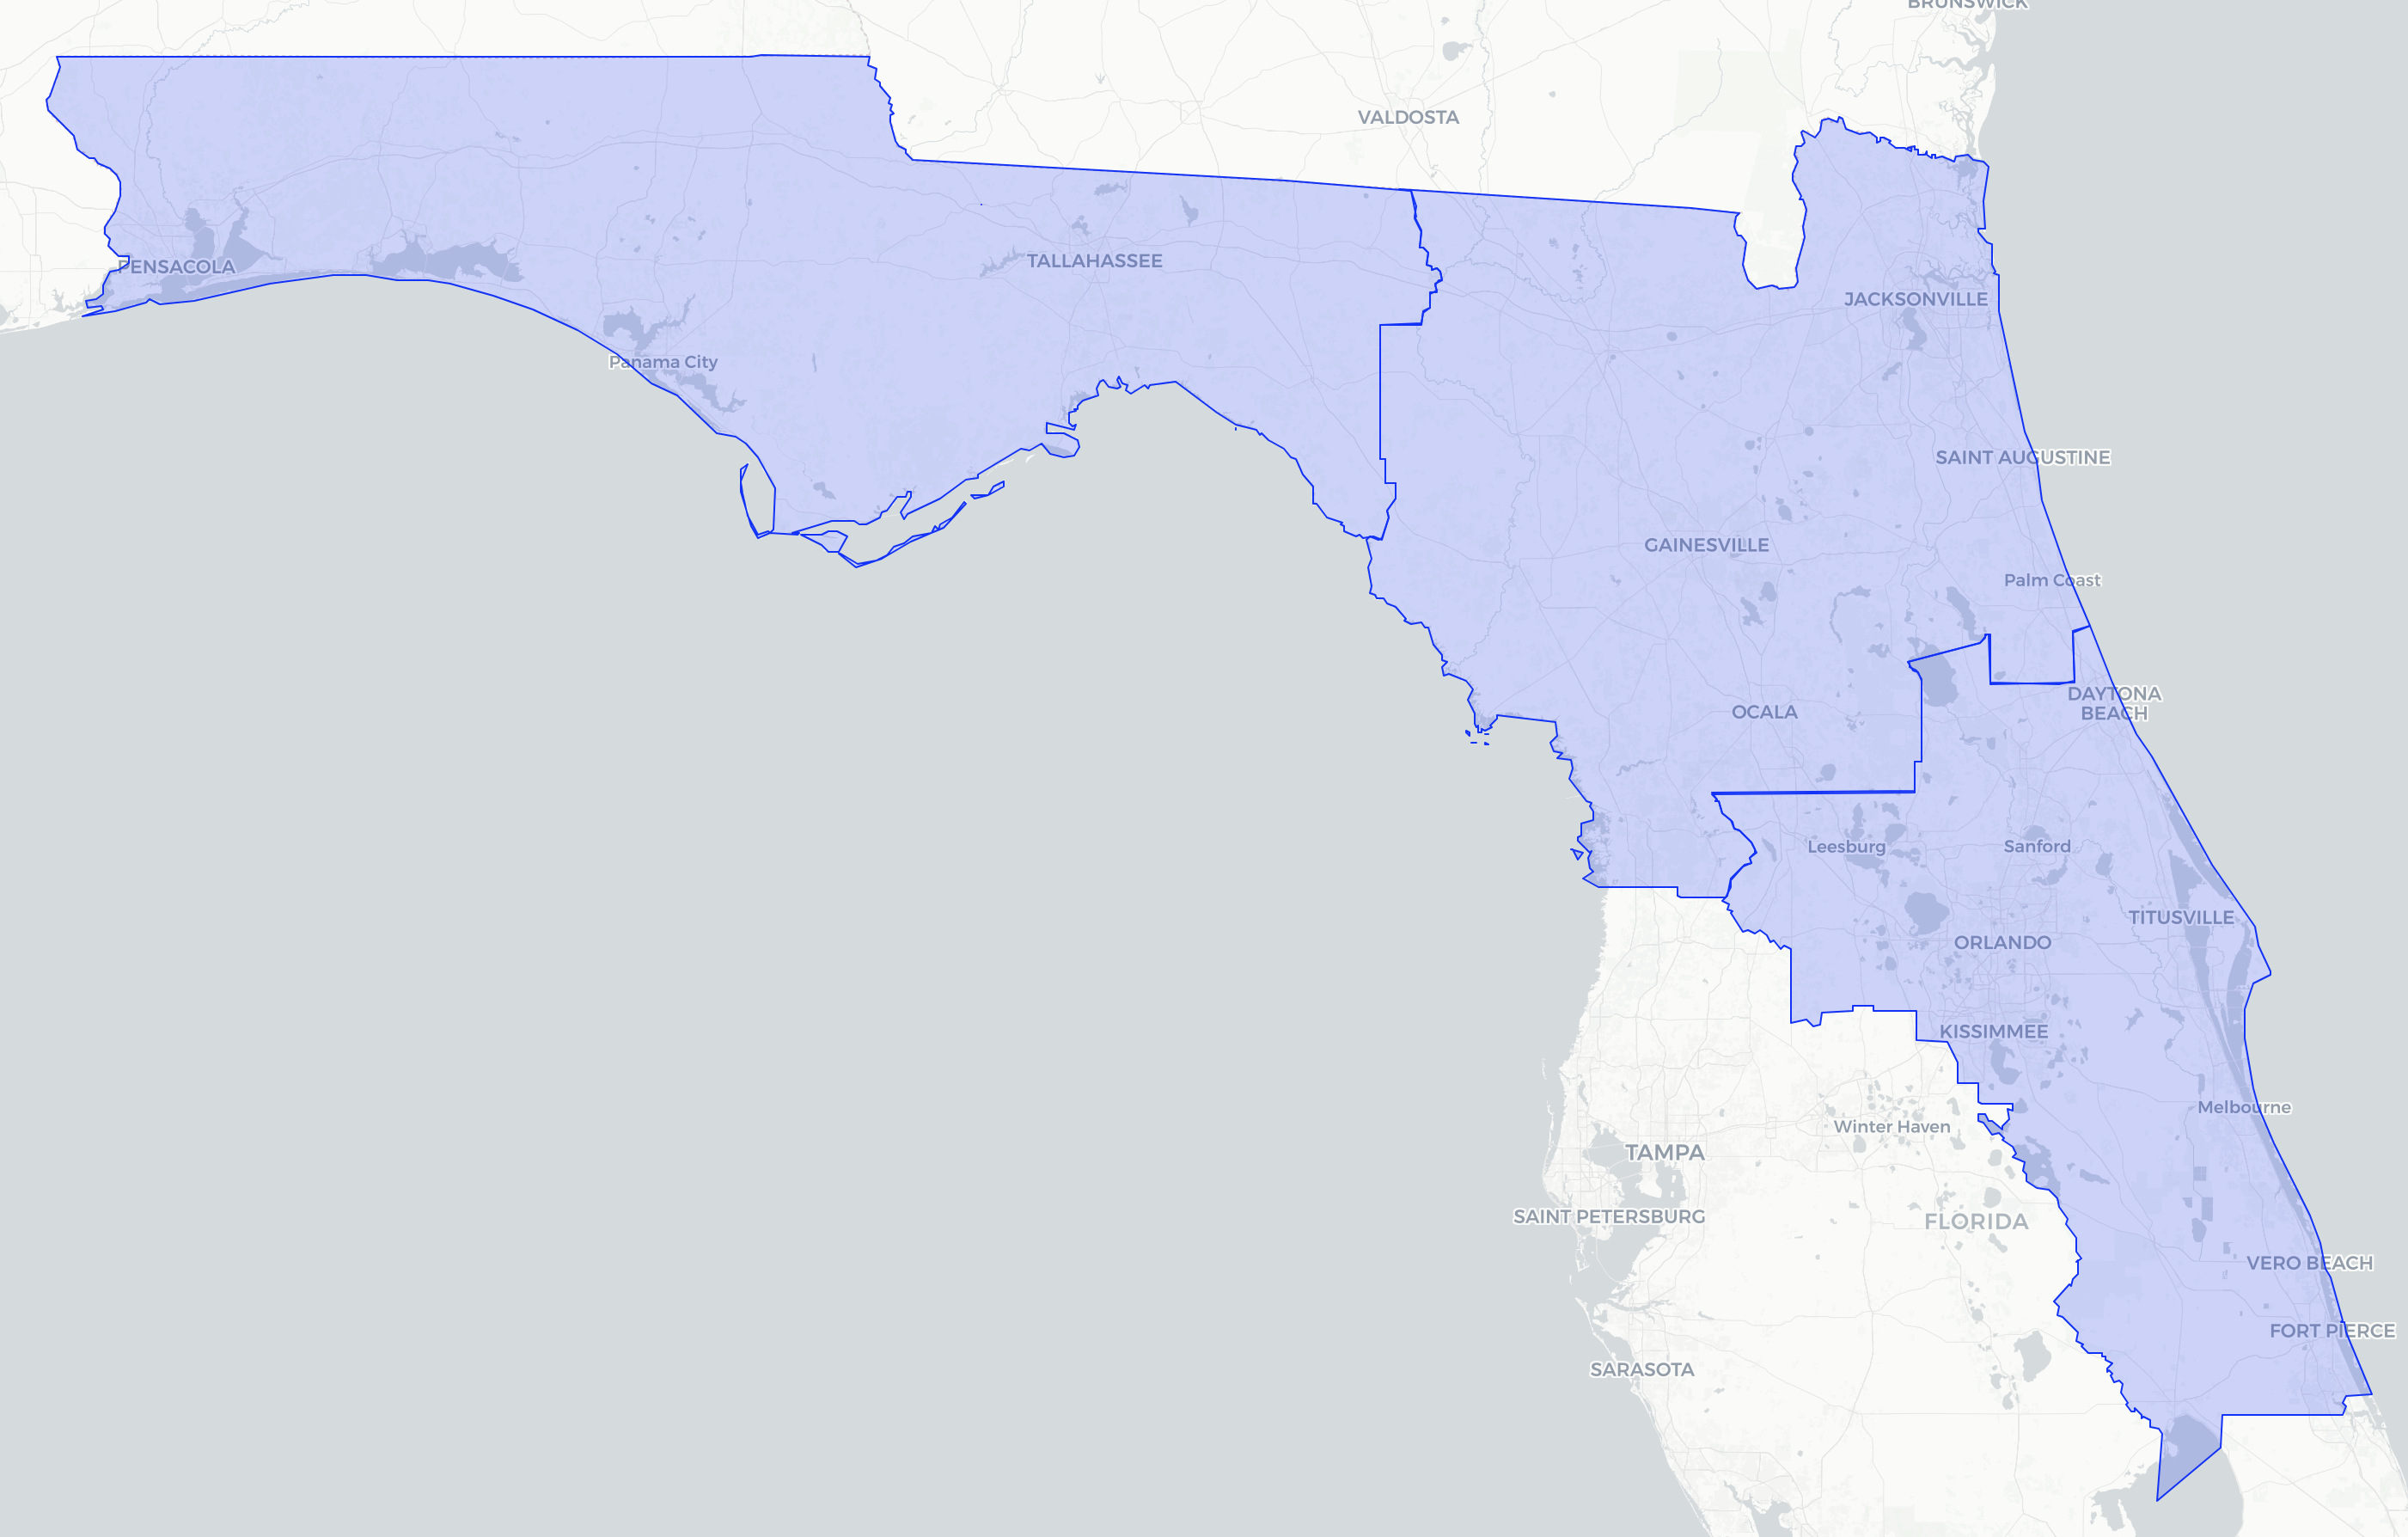 BRUNSWICK
VALDOSTA
TALLAHASSEE
PENSACOLA
JACKSONVILLE
Panama City
SAINT AUGUSTINE
GAINESVILLE
Palm Coast
DAYTONA
BEACH
OCALA
Leesburg
Sanford
TITUSVILLE
ORLANDO
KISSIMMEE
Melbourne
Winter Haven
TAMPA
SAINT PETERSBURG
FLORIDA
VERO BEACH
FORT PIERCE
SARASOTA